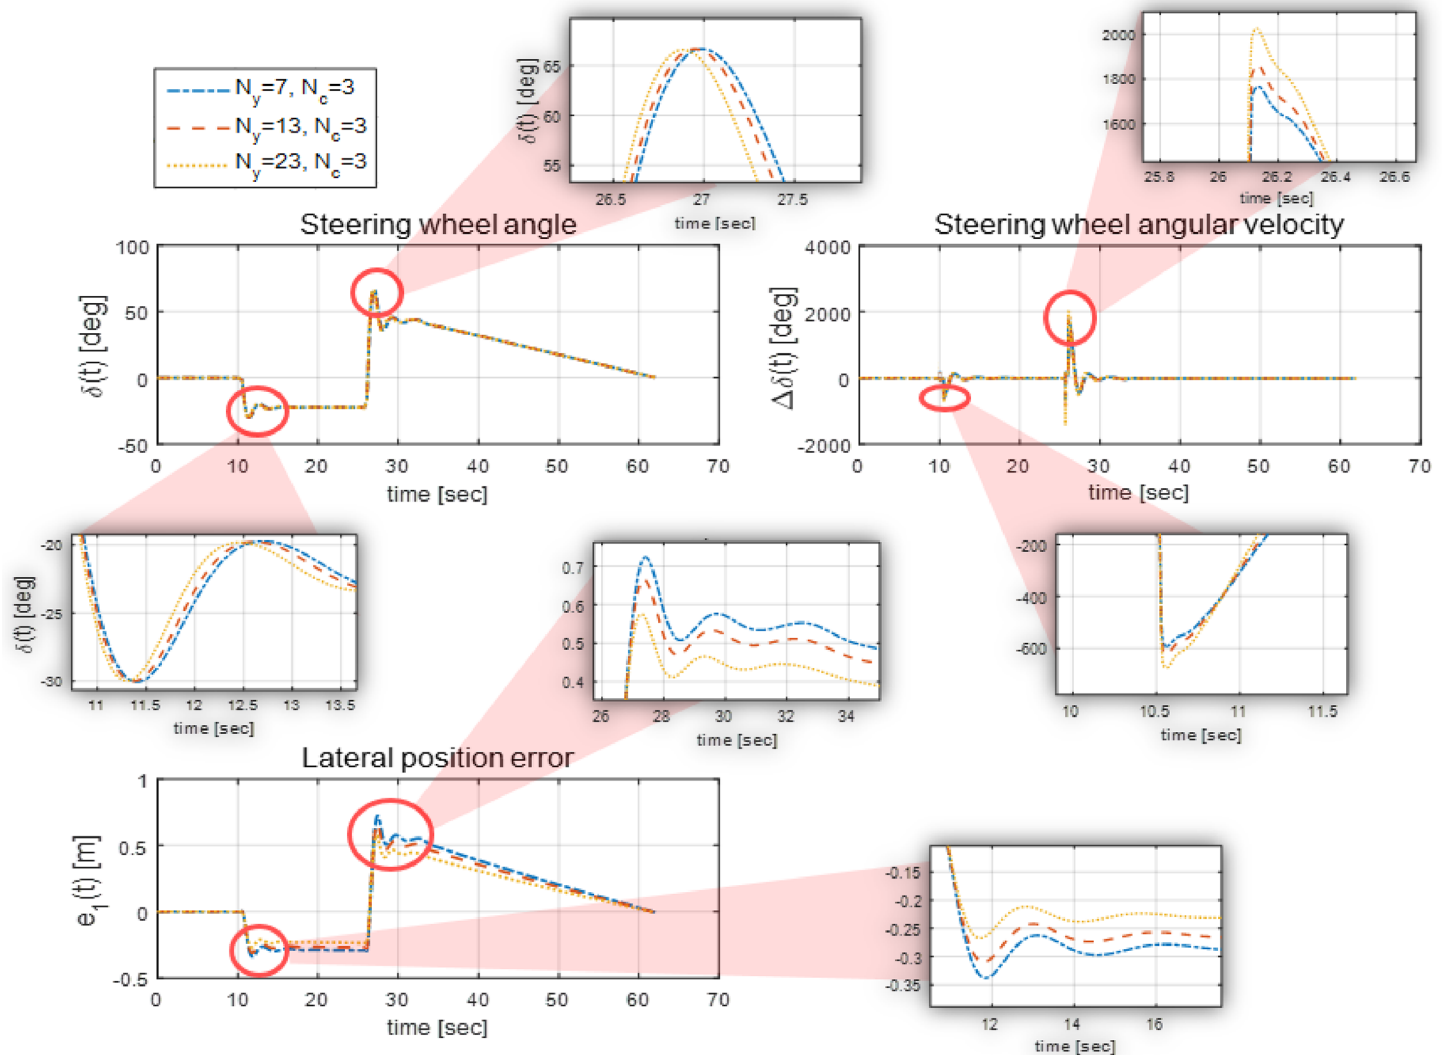 N_y=7, N_c=3
N_y=13, N_c=3
N_y=23, N_c=3
δ(t) [deg]
65
60
55
26.5 27 27.5
time [sec]
2000
1800
1600
25.8 26 26.2 26.4 26.6
time [sec]
Steering wheel angle
δ(t) [deg]
100
50
0
-50
0 10 20 30 40 50 60 70
time [sec]
Steering wheel angular velocity
Δδ(t) [deg]
4000
2000
0
-2000
0 10 20 30 40 50 60 70
time [sec]
δ(t) [deg]
-20
-25
-30
11 11.5 12 12.5 13 13.5
time [sec]
0.7
0.6
0.5
0.4
26 28 30 32 34
time [sec]
-200
-400
-600
10 10.5 11 11.5
time [sec]
Lateral position error
e_1(t) [m]
1
0.5
0
-0.5
0 10 20 30 40 50 60 70
time [sec]
-0.15
-0.2
-0.25
-0.3
-0.35
12 14 16
time [sec]